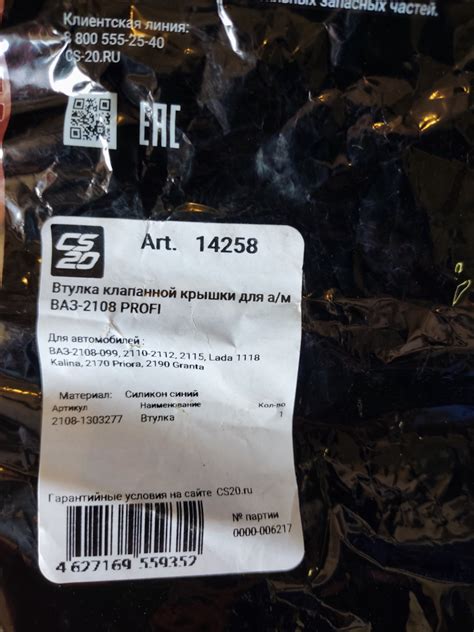 ьных запасных частей.
Клиентская линия:
8 800 555-25-40
CS-20.RU
EAC
CS
20
Art. 14258
Втулка клапанной крышки для а/м
ВАЗ-2108 PROFI
Для автомобилей :
ВАЗ-2108-099, 2110-2112, 2115, Lada 1118
Kalina, 2170 Priora, 2190 Granta
Материал: Силикон синий
Артикул Наименование Кол-во
2108-1303277 Втулка 1
Гарантийные условия на сайте CS20.ru
№ партии
0000-006217
4 627169 559352